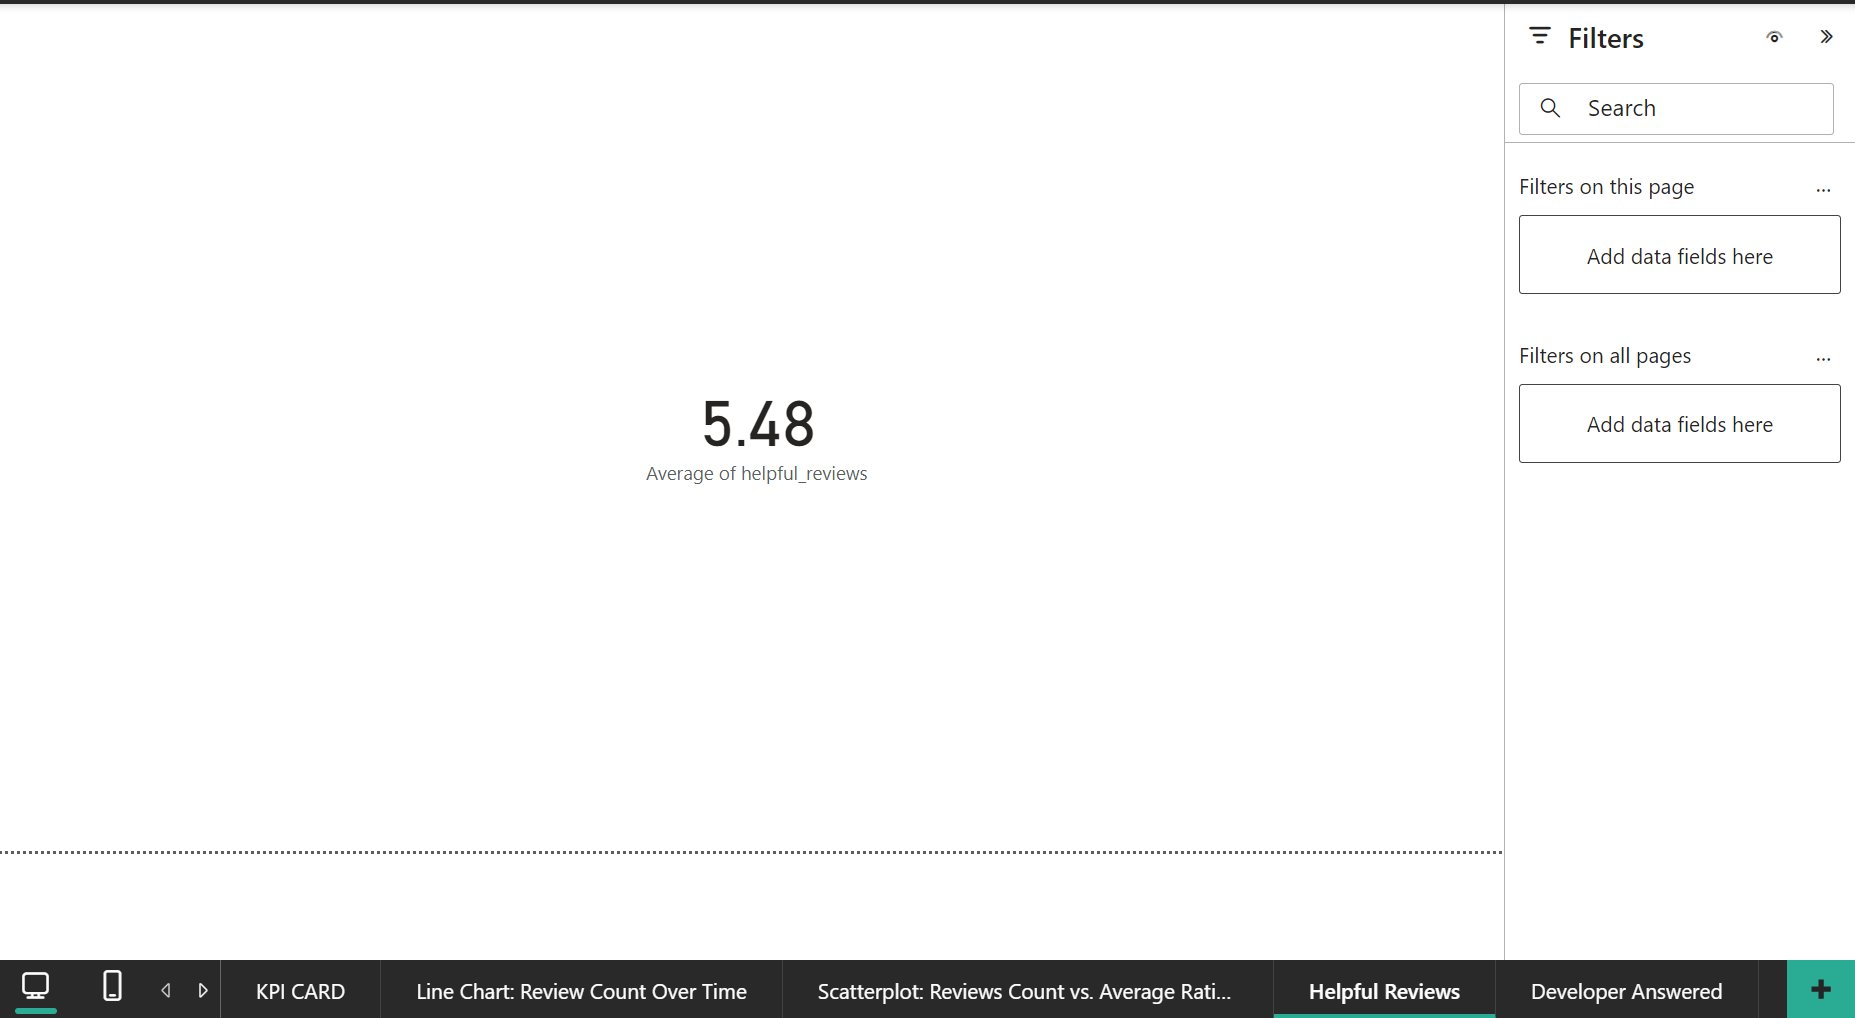 Filters
Search
Filters on this page
...
Add data fields here
Filters on all pages
...
Add data fields here
5.48
Average of helpful_reviews
KPI CARD
Line Chart: Review Count Over Time
Scatterplot: Reviews Count vs. Average Rati...
Helpful Reviews
Developer Answered